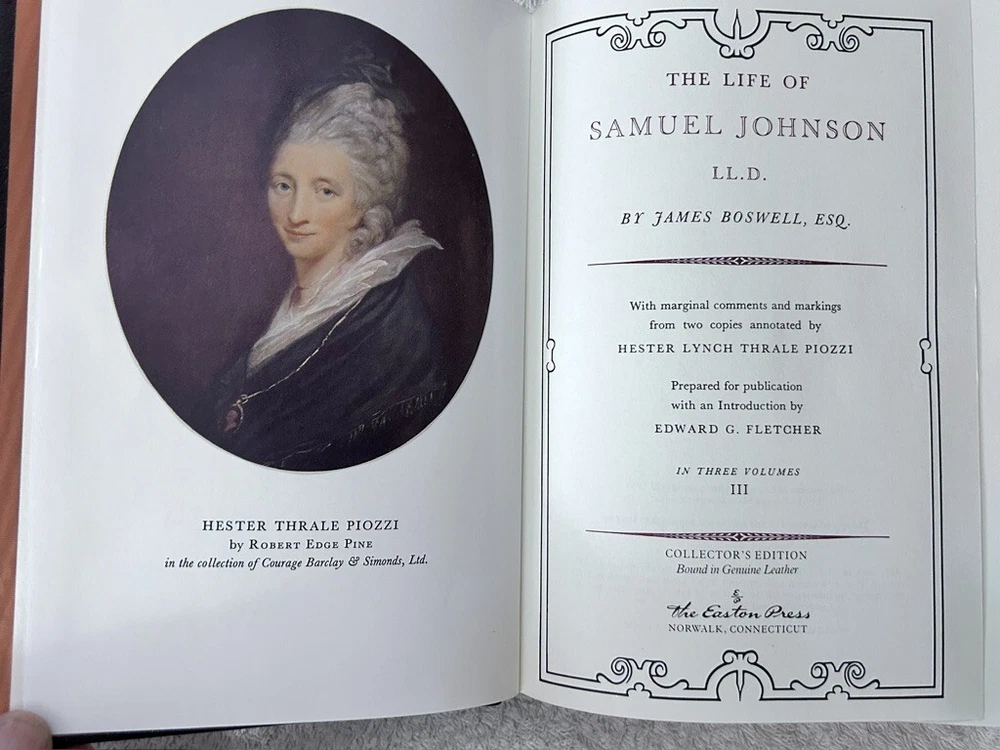 HESTER THRALE PIOZZI
by ROBERT EDGE PINE
in the collection of Courage Barclay & Simonds, Ltd.
THE LIFE OF
SAMUEL JOHNSON
LL.D.
BY JAMES BOSWELL, ESQ.
With marginal comments and markings
from two copies annotated by
HESTER LYNCH THRALE PIOZZI
Prepared for publication
with an Introduction by
EDWARD G. FLETCHER
IN THREE VOLUMES
III
COLLECTOR'S EDITION
Bound in Genuine Leather
The Easton Press
NORWALK, CONNECTICUT